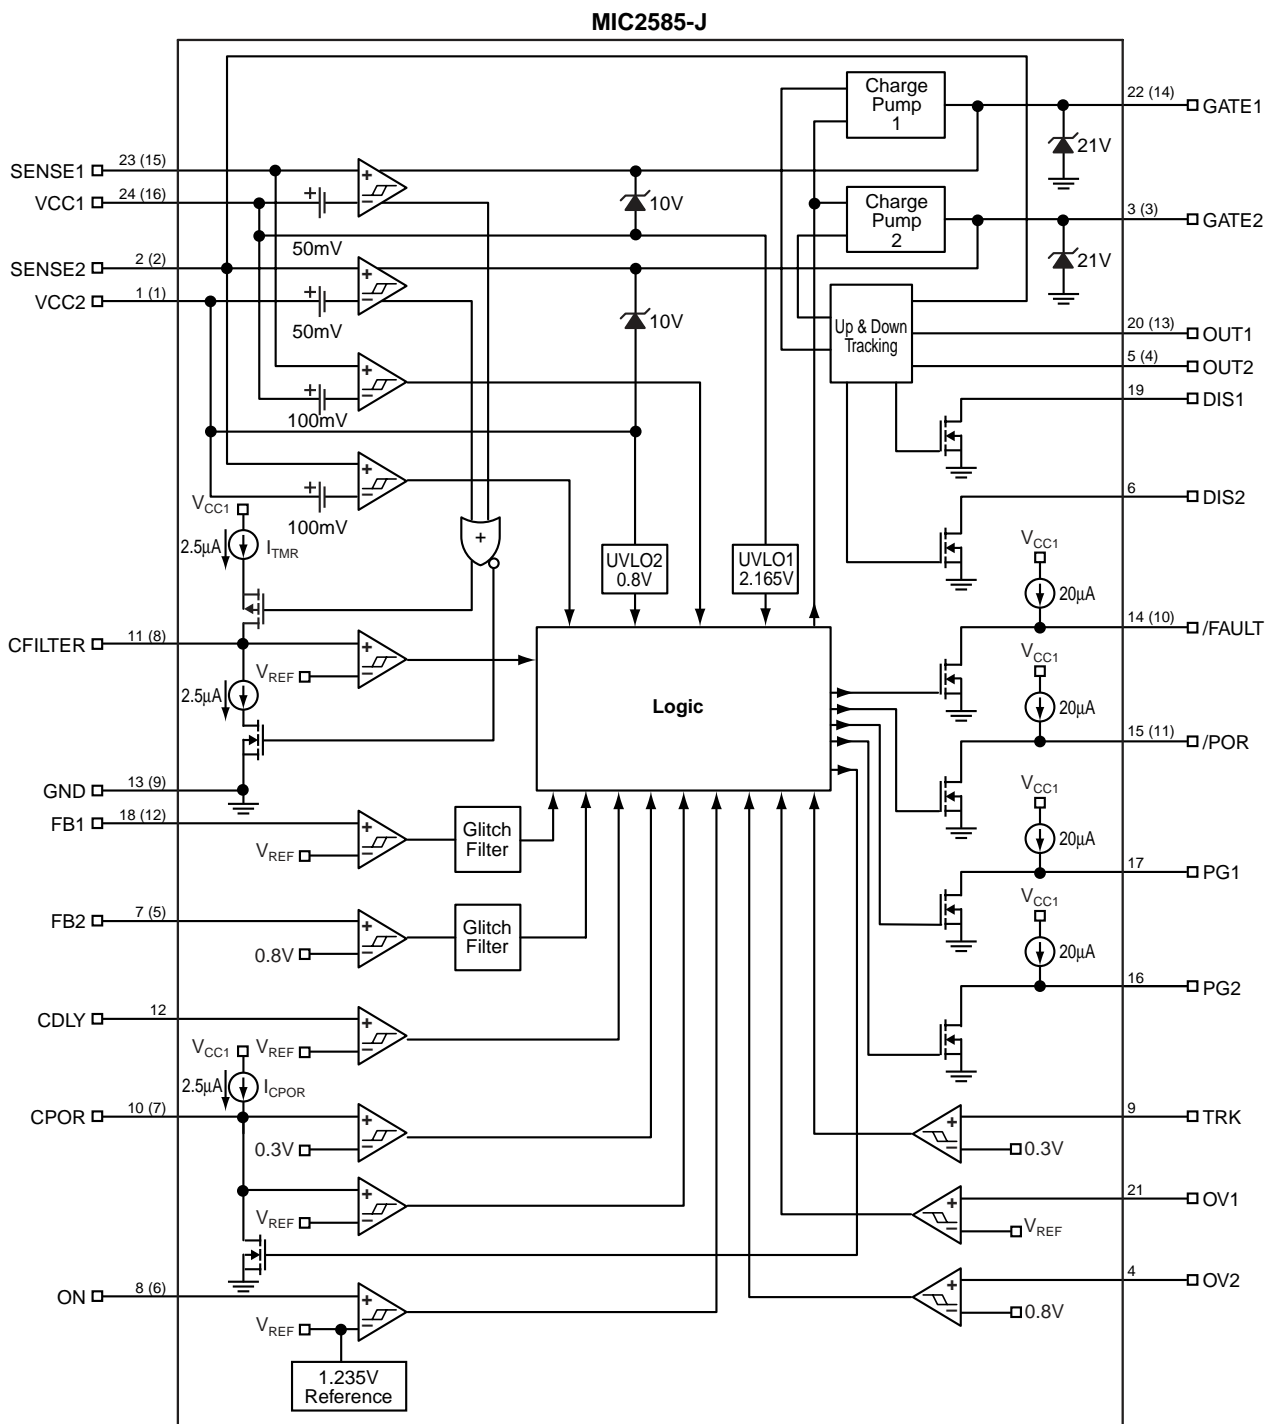 MIC2585-J
Charge
Pump
1
22 (14)
GATE1
21V
SENSE1
23 (15)
VCC1
24 (16)
50mV
10V
Charge
Pump
2
3 (3)
GATE2
21V
SENSE2
2 (2)
VCC2
1 (1)
50mV
10V
Up & Down
Tracking
20 (13)
OUT1
5 (4)
OUT2
19
DIS1
100mV
6
DIS2
VCC1
100mV
2.5µA
ITMR
+
UVLO2
0.8V
UVLO1
2.165V
VCC1
20µA
CFILTER
11 (8)
14 (10)
/FAULT
VREF
2.5µA
VCC1
20µA
Logic
15 (11)
/POR
GND
13 (9)
FB1
18 (12)
VREF
Glitch
Filter
VCC1
20µA
17
PG1
FB2
7 (5)
0.8V
Glitch
Filter
VCC1
20µA
16
PG2
CDLY
12
VREF
VCC1
2.5µA
ICPOR
CPOR
10 (7)
0.3V
9
TRK
0.3V
VREF
21
OV1
VREF
ON
8 (6)
4
OV2
0.8V
VREF
1.235V
Reference